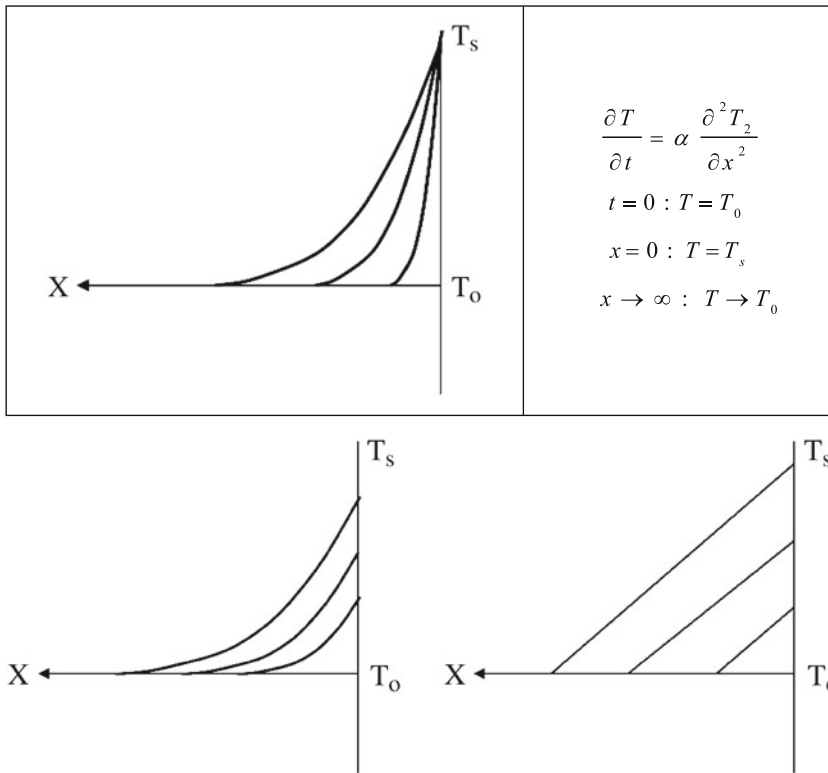 T_s
X
T_o
∂T/∂t = α ∂²T₂/∂x²
t = 0 : T = T₀
x = 0 : T = T_s
x → ∞ : T → T₀
T_s
X
T_o
T_s
X